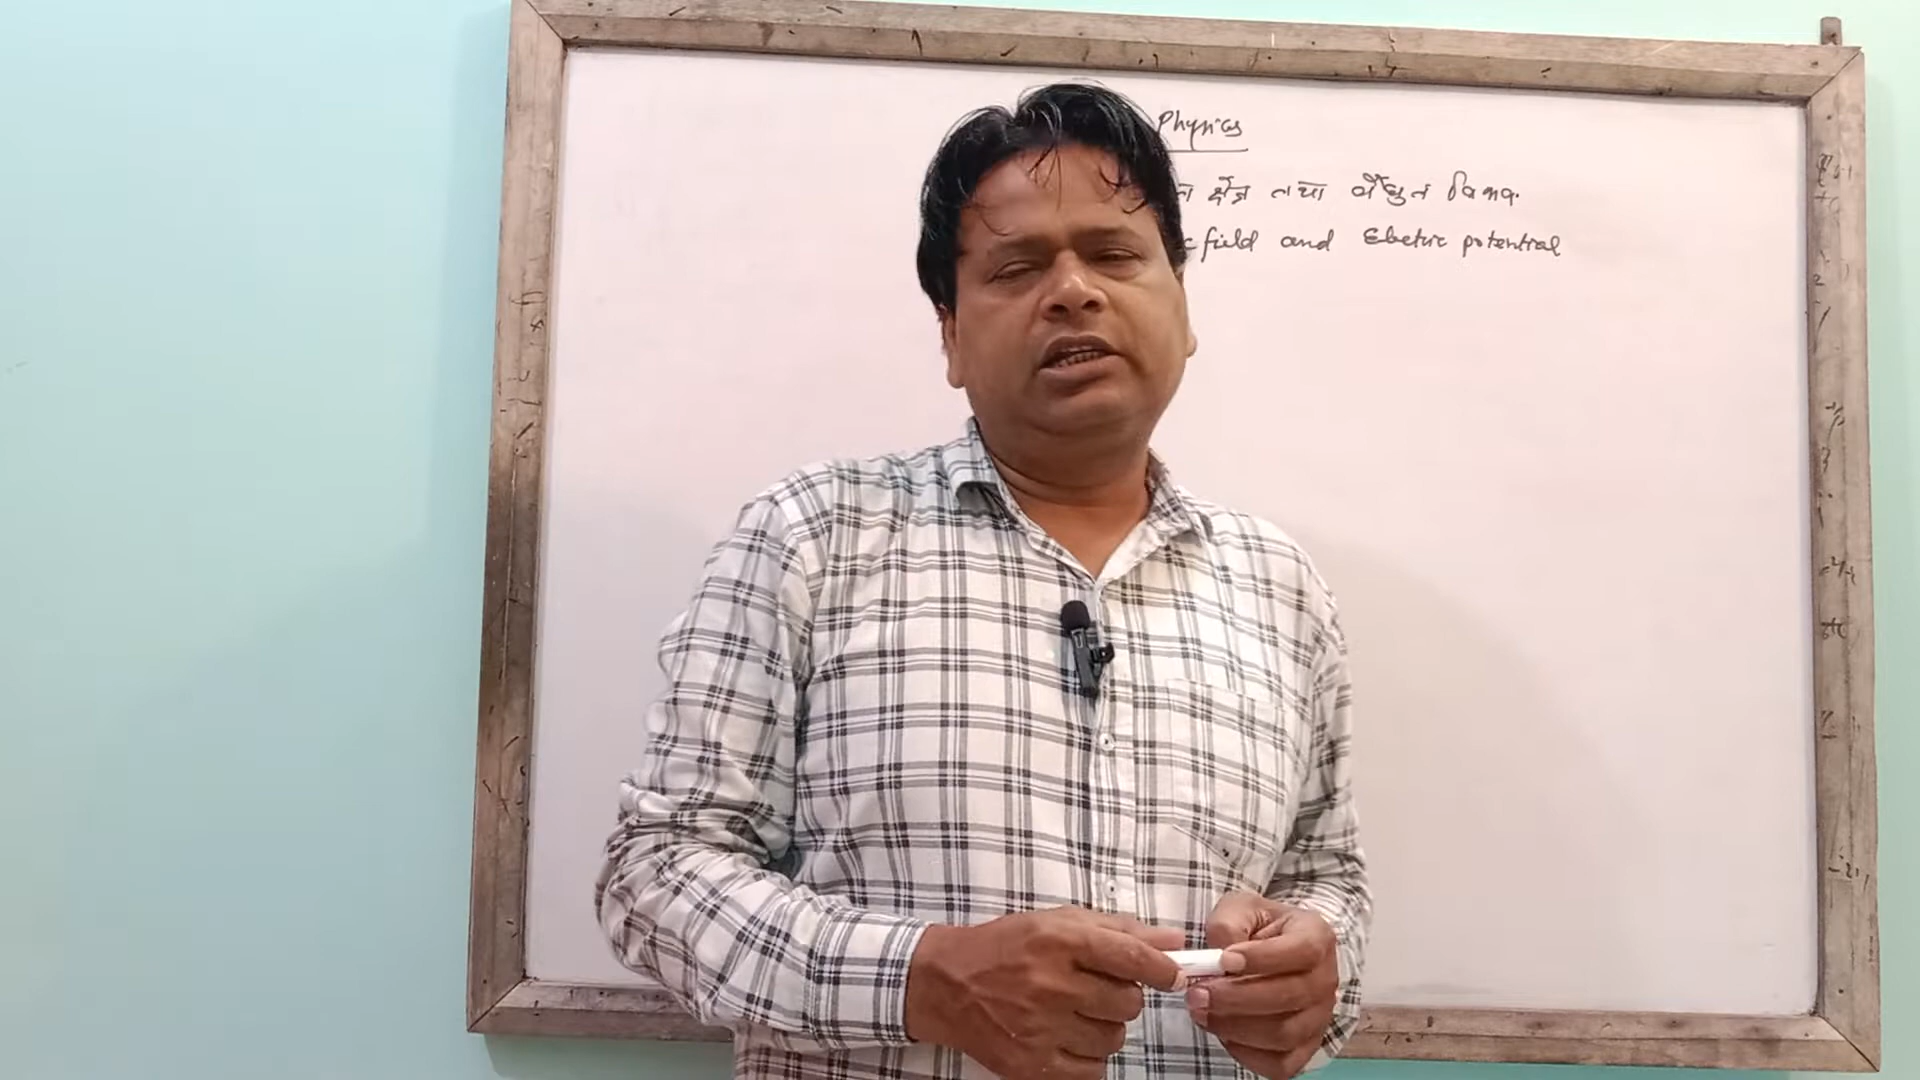 Physics
क्षेत्र तथा वैद्युत विभव.
field and Electric potential